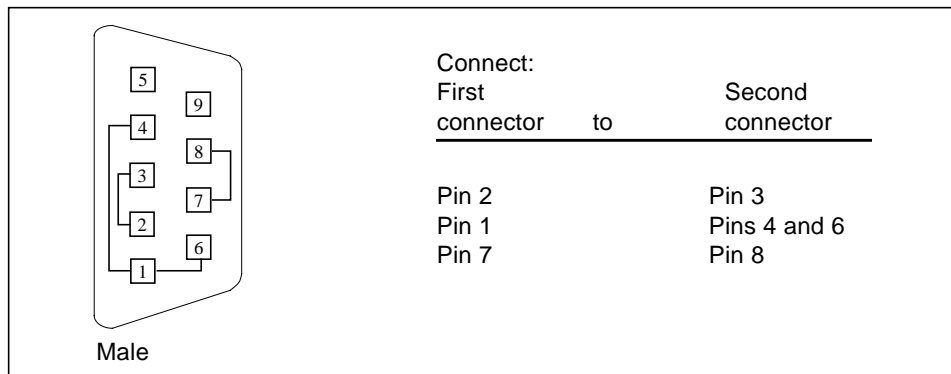 5
9
4
8
3
7
2
6
1
Male
Connect:
First Second
connector to connector
Pin 2 Pin 3
Pin 1 Pins 4 and 6
Pin 7 Pin 8